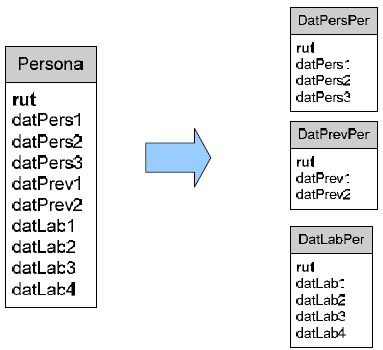 Persona
rut
datPers1
datPers2
datPers3
datPrev1
datPrev2
datLab1
datLab2
datLab3
datLab4
DatPersPer
rut
datPers1
datPers2
datPers3
DatPrevPer
rut
datPrev1
datPrev2
DatLabPer
rut
datLab1
datLab2
datLab3
datLab4